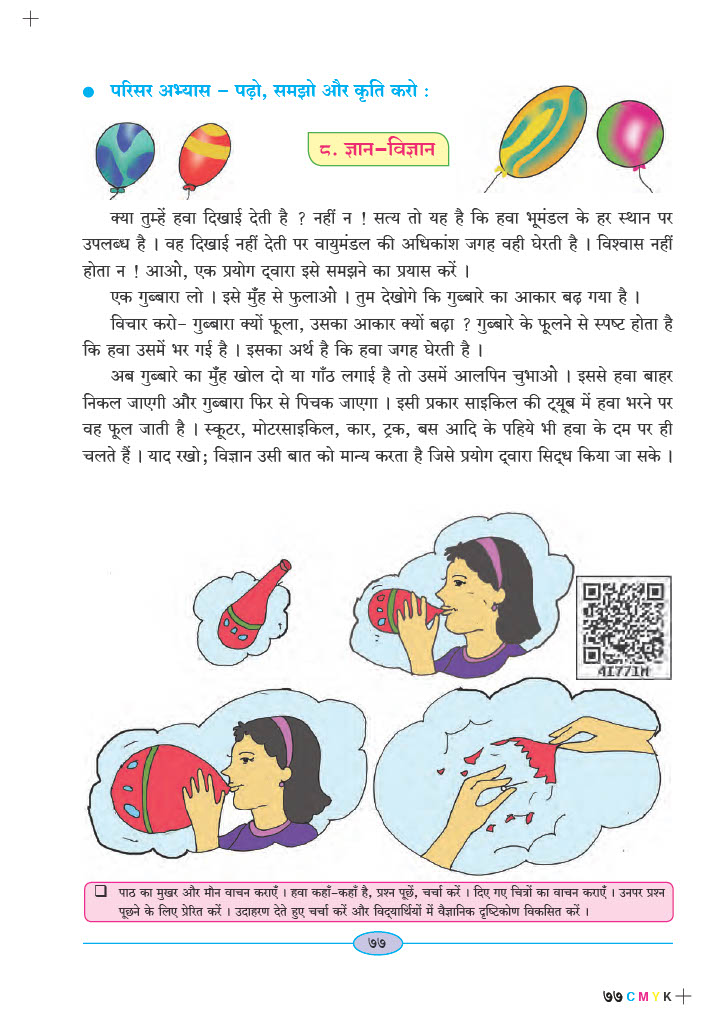 ● परिसर अभ्यास – पढ़ो, समझो और कृति करो :
८. ज्ञान-विज्ञान
क्या तुम्हें हवा दिखाई देती है ? नहीं न ! सत्य तो यह है कि हवा भूमंडल के हर स्थान पर
उपलब्ध है । वह दिखाई नहीं देती पर वायुमंडल की अधिकांश जगह वही घेरती है । विश्वास नहीं
होता न ! आओ, एक प्रयोग द्‌वारा इसे समझने का प्रयास करें ।
एक गुब्बारा लो । इसे मुँह से फुलाओ । तुम देखोगे कि गुब्बारे का आकार बढ़ गया है ।
विचार करो- गुब्बारा क्यों फूला, उसका आकार क्यों बढ़ा ? गुब्बारे के फूलने से स्पष्ट होता है
कि हवा उसमें भर गई है । इसका अर्थ है कि हवा जगह घेरती है ।
अब गुब्बारे का मुँह खोल दो या गाँठ लगाई है तो उसमें आलपिन चुभाओ । इससे हवा बाहर
निकल जाएगी और गुब्बारा फिर से पिचक जाएगा । इसी प्रकार साइकिल की ट्‌यूब में हवा भरने पर
वह फूल जाती है । स्कूटर, मोटरसाइकिल, कार, ट्रक, बस आदि के पहिये भी हवा के दम पर ही
चलते हैं । याद रखो; विज्ञान उसी बात को मान्य करता है जिसे प्रयोग द्‌वारा सिद्‌ध किया जा सके ।
41771M
❑ पाठ का मुखर और मौन वाचन कराएँ । हवा कहाँ-कहाँ है, प्रश्न पूछें, चर्चा करें । दिए गए चित्रों का वाचन कराएँ । उनपर प्रश्न
पूछने के लिए प्रेरित करें । उदाहरण देते हुए चर्चा करें और विद्‌यार्थियों में वैज्ञानिक दृष्टिकोण विकसित करें ।
७७
७७ C M Y K